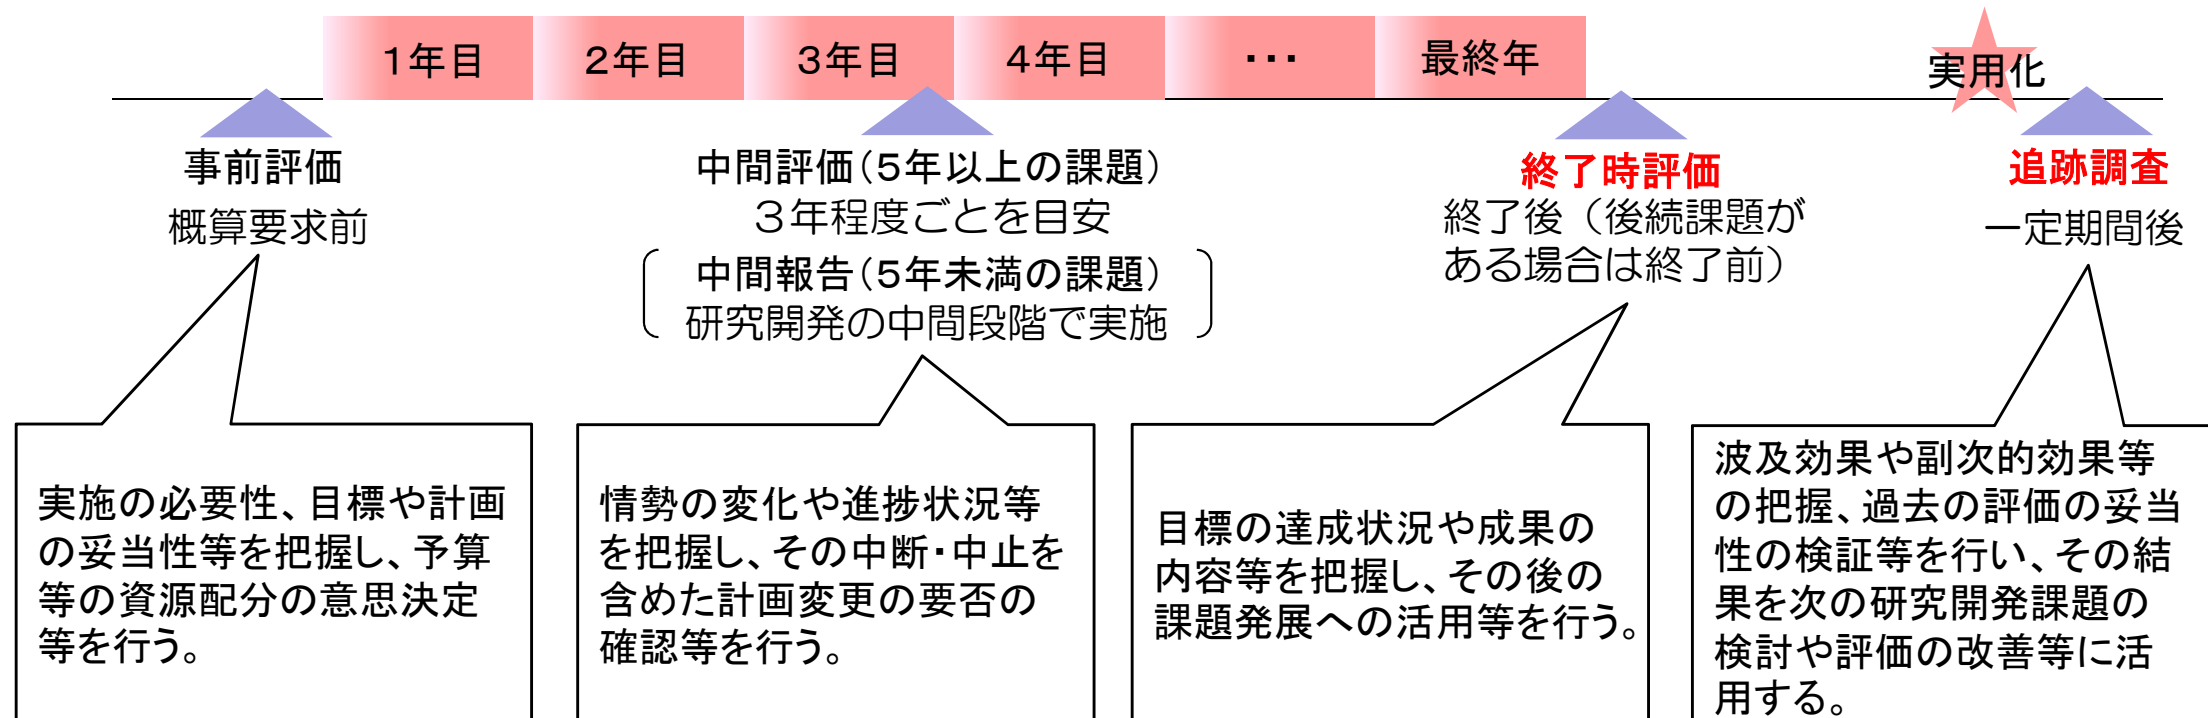 1年目
2年目
3年目
4年目
・・・
最終年
実用化
事前評価
概算要求前
中間評価(5年以上の課題)
3年程度ごとを目安
中間報告(5年未満の課題)
研究開発の中間段階で実施
終了時評価
終了後(後続課題が
ある場合は終了前)
追跡調査
一定期間後
実施の必要性、目標や計画
の妥当性等を把握し、予算
等の資源配分の意思決定
等を行う。
情勢の変化や進捗状況等
を把握し、その中断・中止を
含めた計画変更の要否の
確認等を行う。
目標の達成状況や成果の
内容等を把握し、その後の
課題発展への活用等を行う。
波及効果や副次的効果等
の把握、過去の評価の妥当
性の検証等を行い、その結
果を次の研究開発課題の
検討や評価の改善等に活
用する。